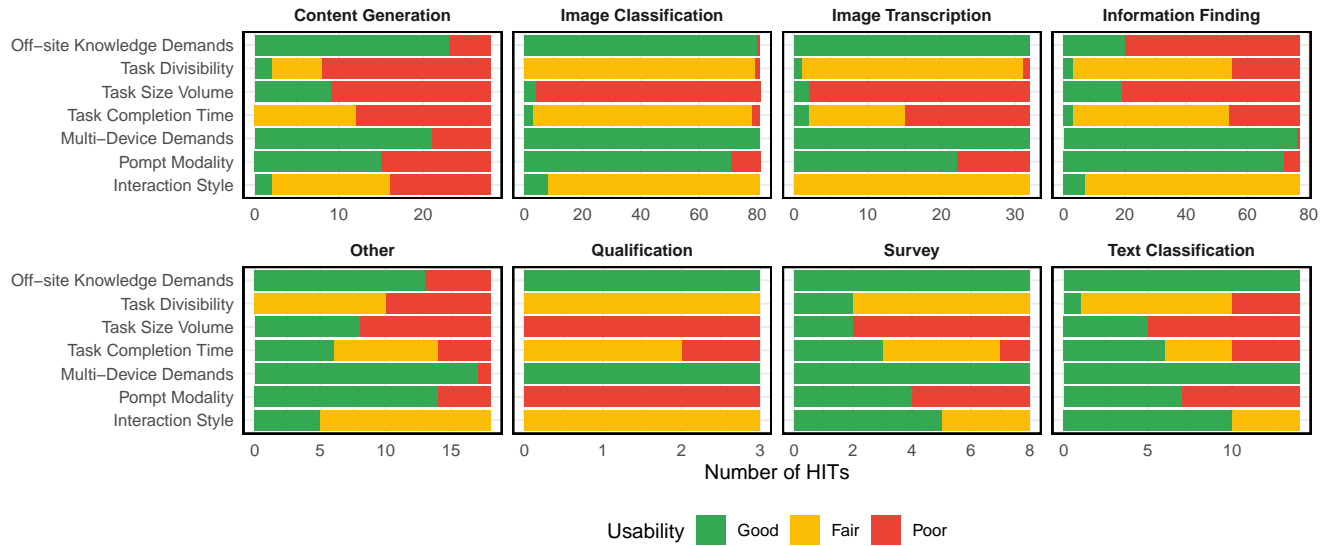 Content Generation Image Classification Image Transcription Information Finding
Off−site Knowledge Demands
Task Divisibility
Task Size Volume
Task Completion Time
Multi−Device Demands
Pompt Modality
Interaction Style
0 10 20 0 20 40 60 80 0 10 20 30 0 20 40 60 80
Other Qualification Survey Text Classification
Off−site Knowledge Demands
Task Divisibility
Task Size Volume
Task Completion Time
Multi−Device Demands
Pompt Modality
Interaction Style
0 5 10 15 0 1 2 3 0 2 4 6 8 0 5 10
Number of HITs
Usability Good Fair Poor